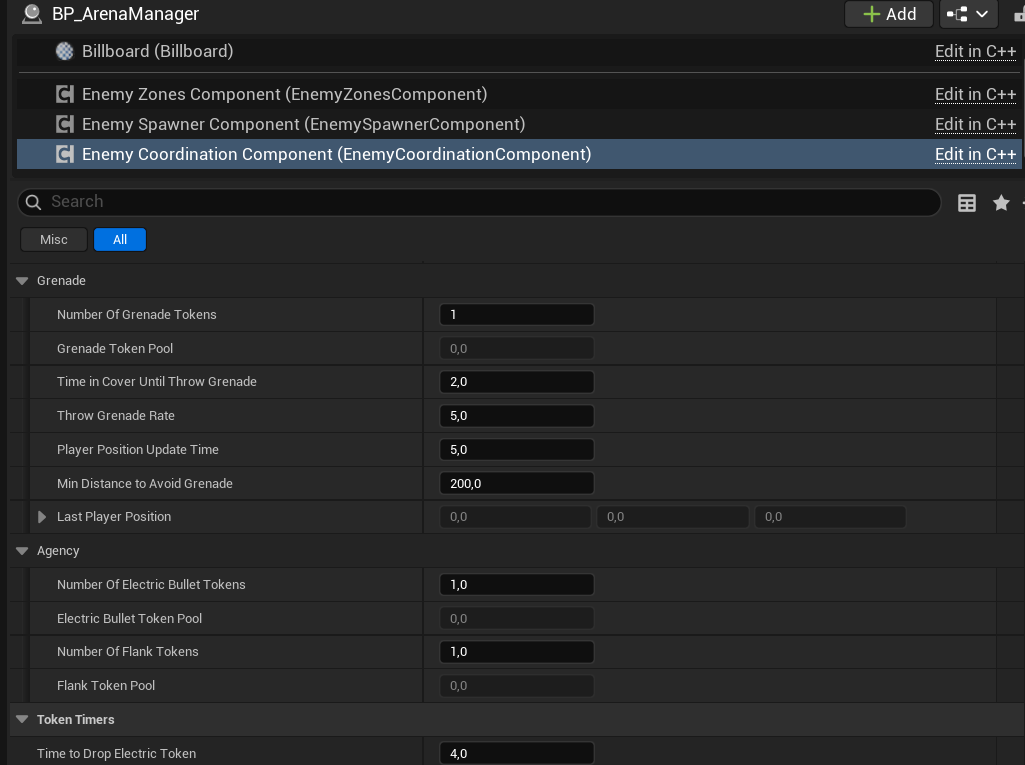 BP_ArenaManager
Add
Billboard (Billboard) Edit in C++
Enemy Zones Component (EnemyZonesComponent) Edit in C++
Enemy Spawner Component (EnemySpawnerComponent) Edit in C++
Enemy Coordination Component (EnemyCoordinationComponent) Edit in C++
Search
Misc All
Grenade
Number Of Grenade Tokens 1
Grenade Token Pool 0,0
Time in Cover Until Throw Grenade 2,0
Throw Grenade Rate 5,0
Player Position Update Time 5,0
Min Distance to Avoid Grenade 200,0
Last Player Position 0,0 0,0 0,0
Agency
Number Of Electric Bullet Tokens 1,0
Electric Bullet Token Pool 0,0
Number Of Flank Tokens 1,0
Flank Token Pool 0,0
Token Timers
Time to Drop Electric Token 4,0